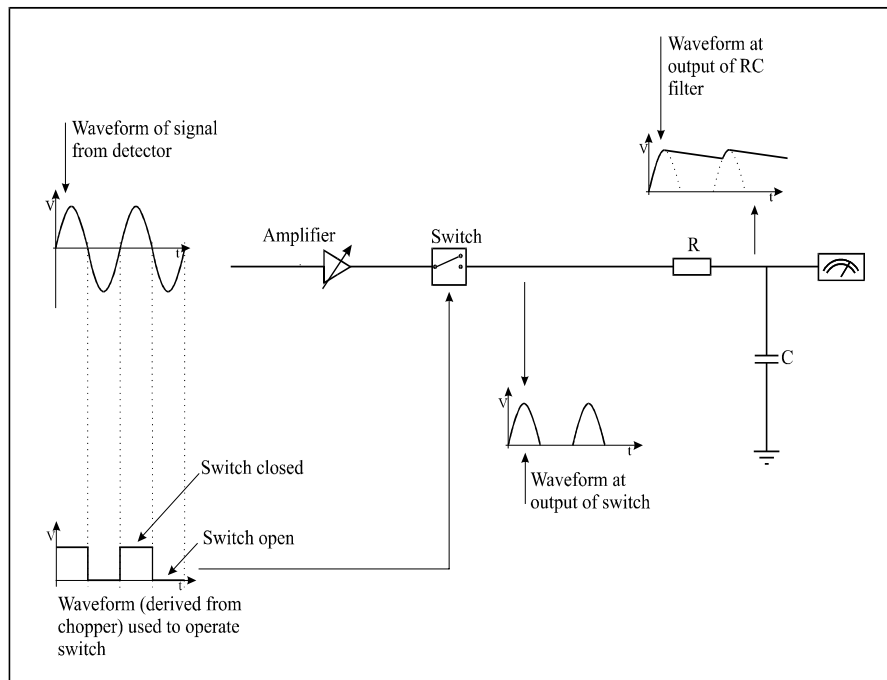 Waveform at
output of RC
filter
Waveform of signal
from detector
V
t
V
t
Amplifier
Switch
R
C
V
t
Waveform at
output of switch
Switch closed
Switch open
V
t
Waveform (derived from
chopper) used to operate
switch